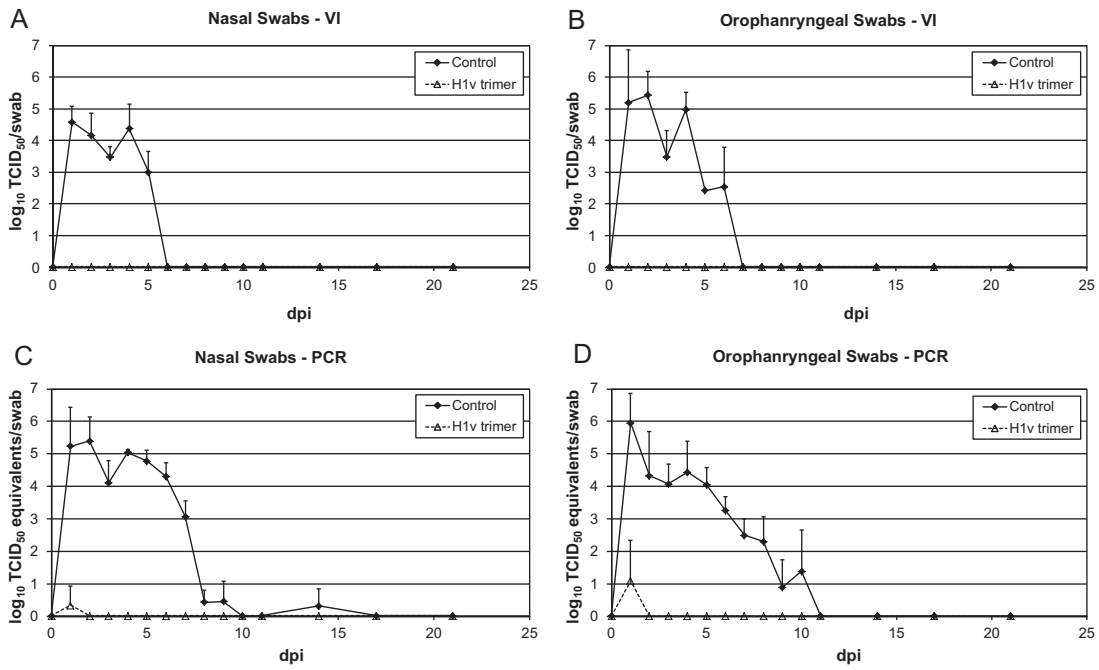 A
Nasal Swabs - VI
log10 TCID50/swab
7
6
5
4
3
2
1
0
0 5 10 15 20 25
dpi
Control
H1v trimer
B
Orophanryngeal Swabs - VI
log10 TCID50/swab
7
6
5
4
3
2
1
0
0 5 10 15 20 25
dpi
Control
H1v trimer
C
Nasal Swabs - PCR
log10 TCID50 equivalents/swab
7
6
5
4
3
2
1
0
0 5 10 15 20 25
dpi
Control
H1v trimer
D
Orophanryngeal Swabs - PCR
log10 TCID50 equivalents/swab
7
6
5
4
3
2
1
0
0 5 10 15 20 25
dpi
Control
H1v trimer